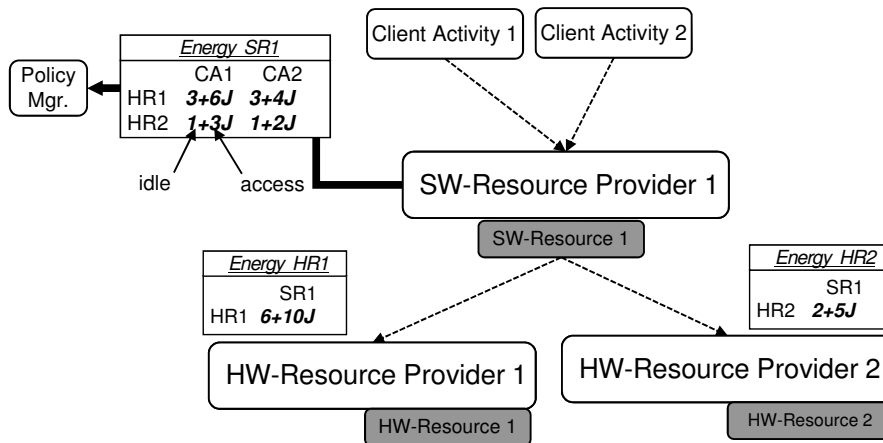 Client Activity 1
Client Activity 2
Policy
Mgr.
Energy SR1
CA1 CA2
HR1 3+6J 3+4J
HR2 1+3J 1+2J
idle access
SW-Resource Provider 1
SW-Resource 1
Energy HR1
SR1
HR1 6+10J
Energy HR2
SR1
HR2 2+5J
HW-Resource Provider 1
HW-Resource 1
HW-Resource Provider 2
HW-Resource 2